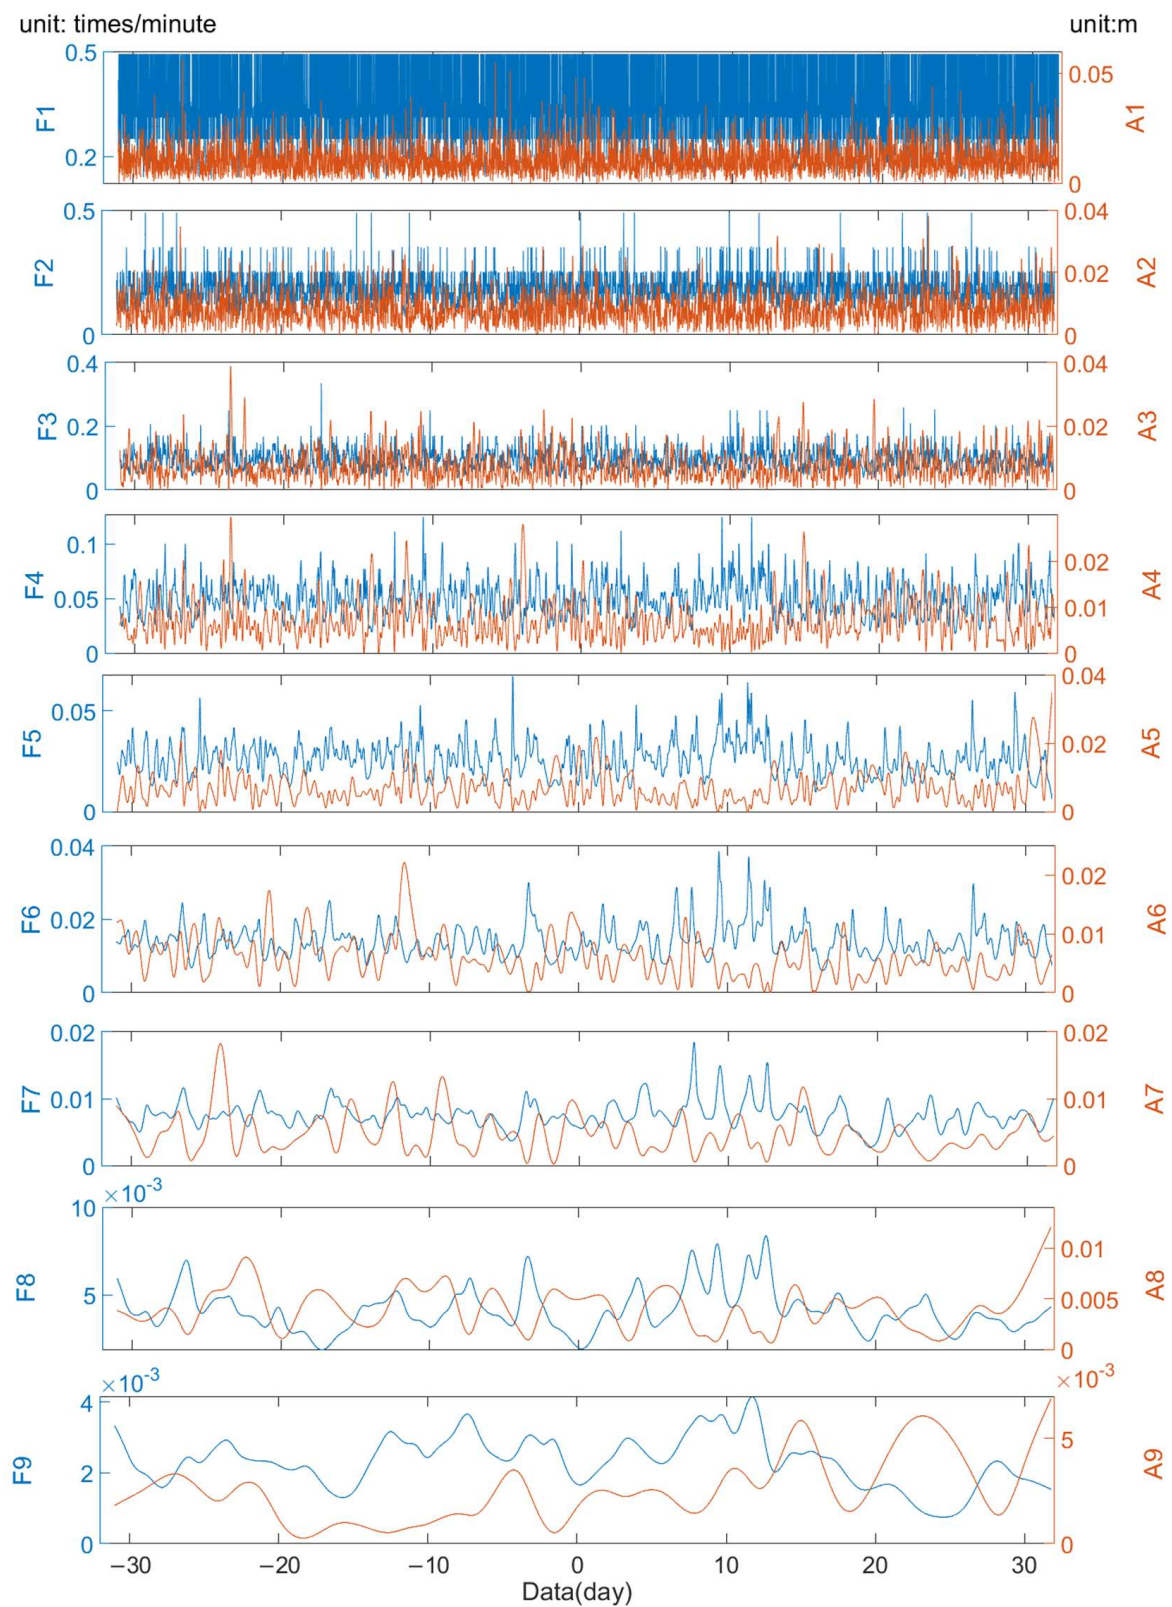 unit: times/minute
unit:m
0.5
0.2
F1
0.05
0
A1
0.5
0
F2
0.04
0.02
0
A2
0.4
0.2
0
F3
0.04
0.02
0
A3
0.1
0.05
0
F4
0.02
0.01
0
A4
0.05
0
F5
0.04
0.02
0
A5
0.04
0.02
0
F6
0.02
0.01
0
A6
0.02
0.01
0
F7
0.02
0.01
0
A7
×10⁻³
10
5
F8
0.01
0.005
0
A8
×10⁻³
4
2
0
F9
×10⁻³
5
0
A9
−30 −20 −10 0 10 20 30
Data(day)